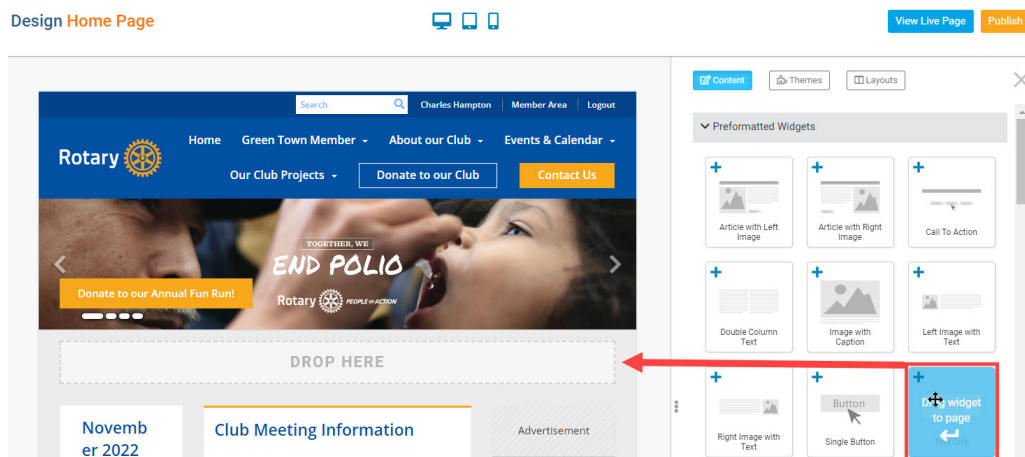 Design Home Page
View Live Page
Publish
Content
Themes
Layouts
Search
Charles Hampton
Member Area
Logout
Rotary
Home
Green Town Member
About our Club
Events & Calendar
Our Club Projects
Donate to our Club
Contact Us
TOGETHER, WE
END POLIO
Rotary
PEOPLE OF ACTION
Donate to our Annual Fun Run!
DROP HERE
Novemb
er 2022
Club Meeting Information
Advertisement
Preformatted Widgets
Article with Left
Image
Article with Right
Image
Call To Action
Double Column
Text
Image with
Caption
Left Image with
Text
Right Image with
Text
Button
Single Button
Drag widget
to page
Text Only